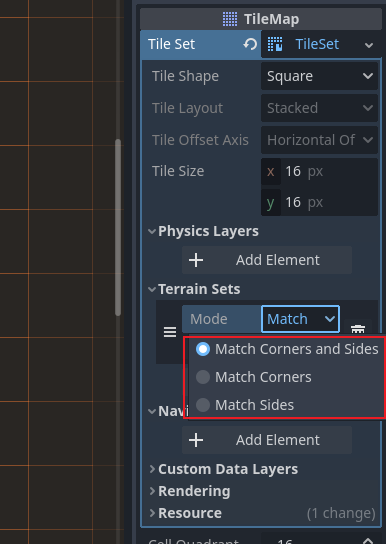 TileMap
Tile Set TileSet
Tile Shape Square
Tile Layout Stacked
Tile Offset Axis Horizontal Of
Tile Size x 16 px
y 16 px
Physics Layers
+ Add Element
Terrain Sets
Mode Match
Match Corners and Sides
Match Corners
Match Sides
Navi
+ Add Element
Custom Data Layers
Rendering
Resource (1 change)
Cell Quadrant 16